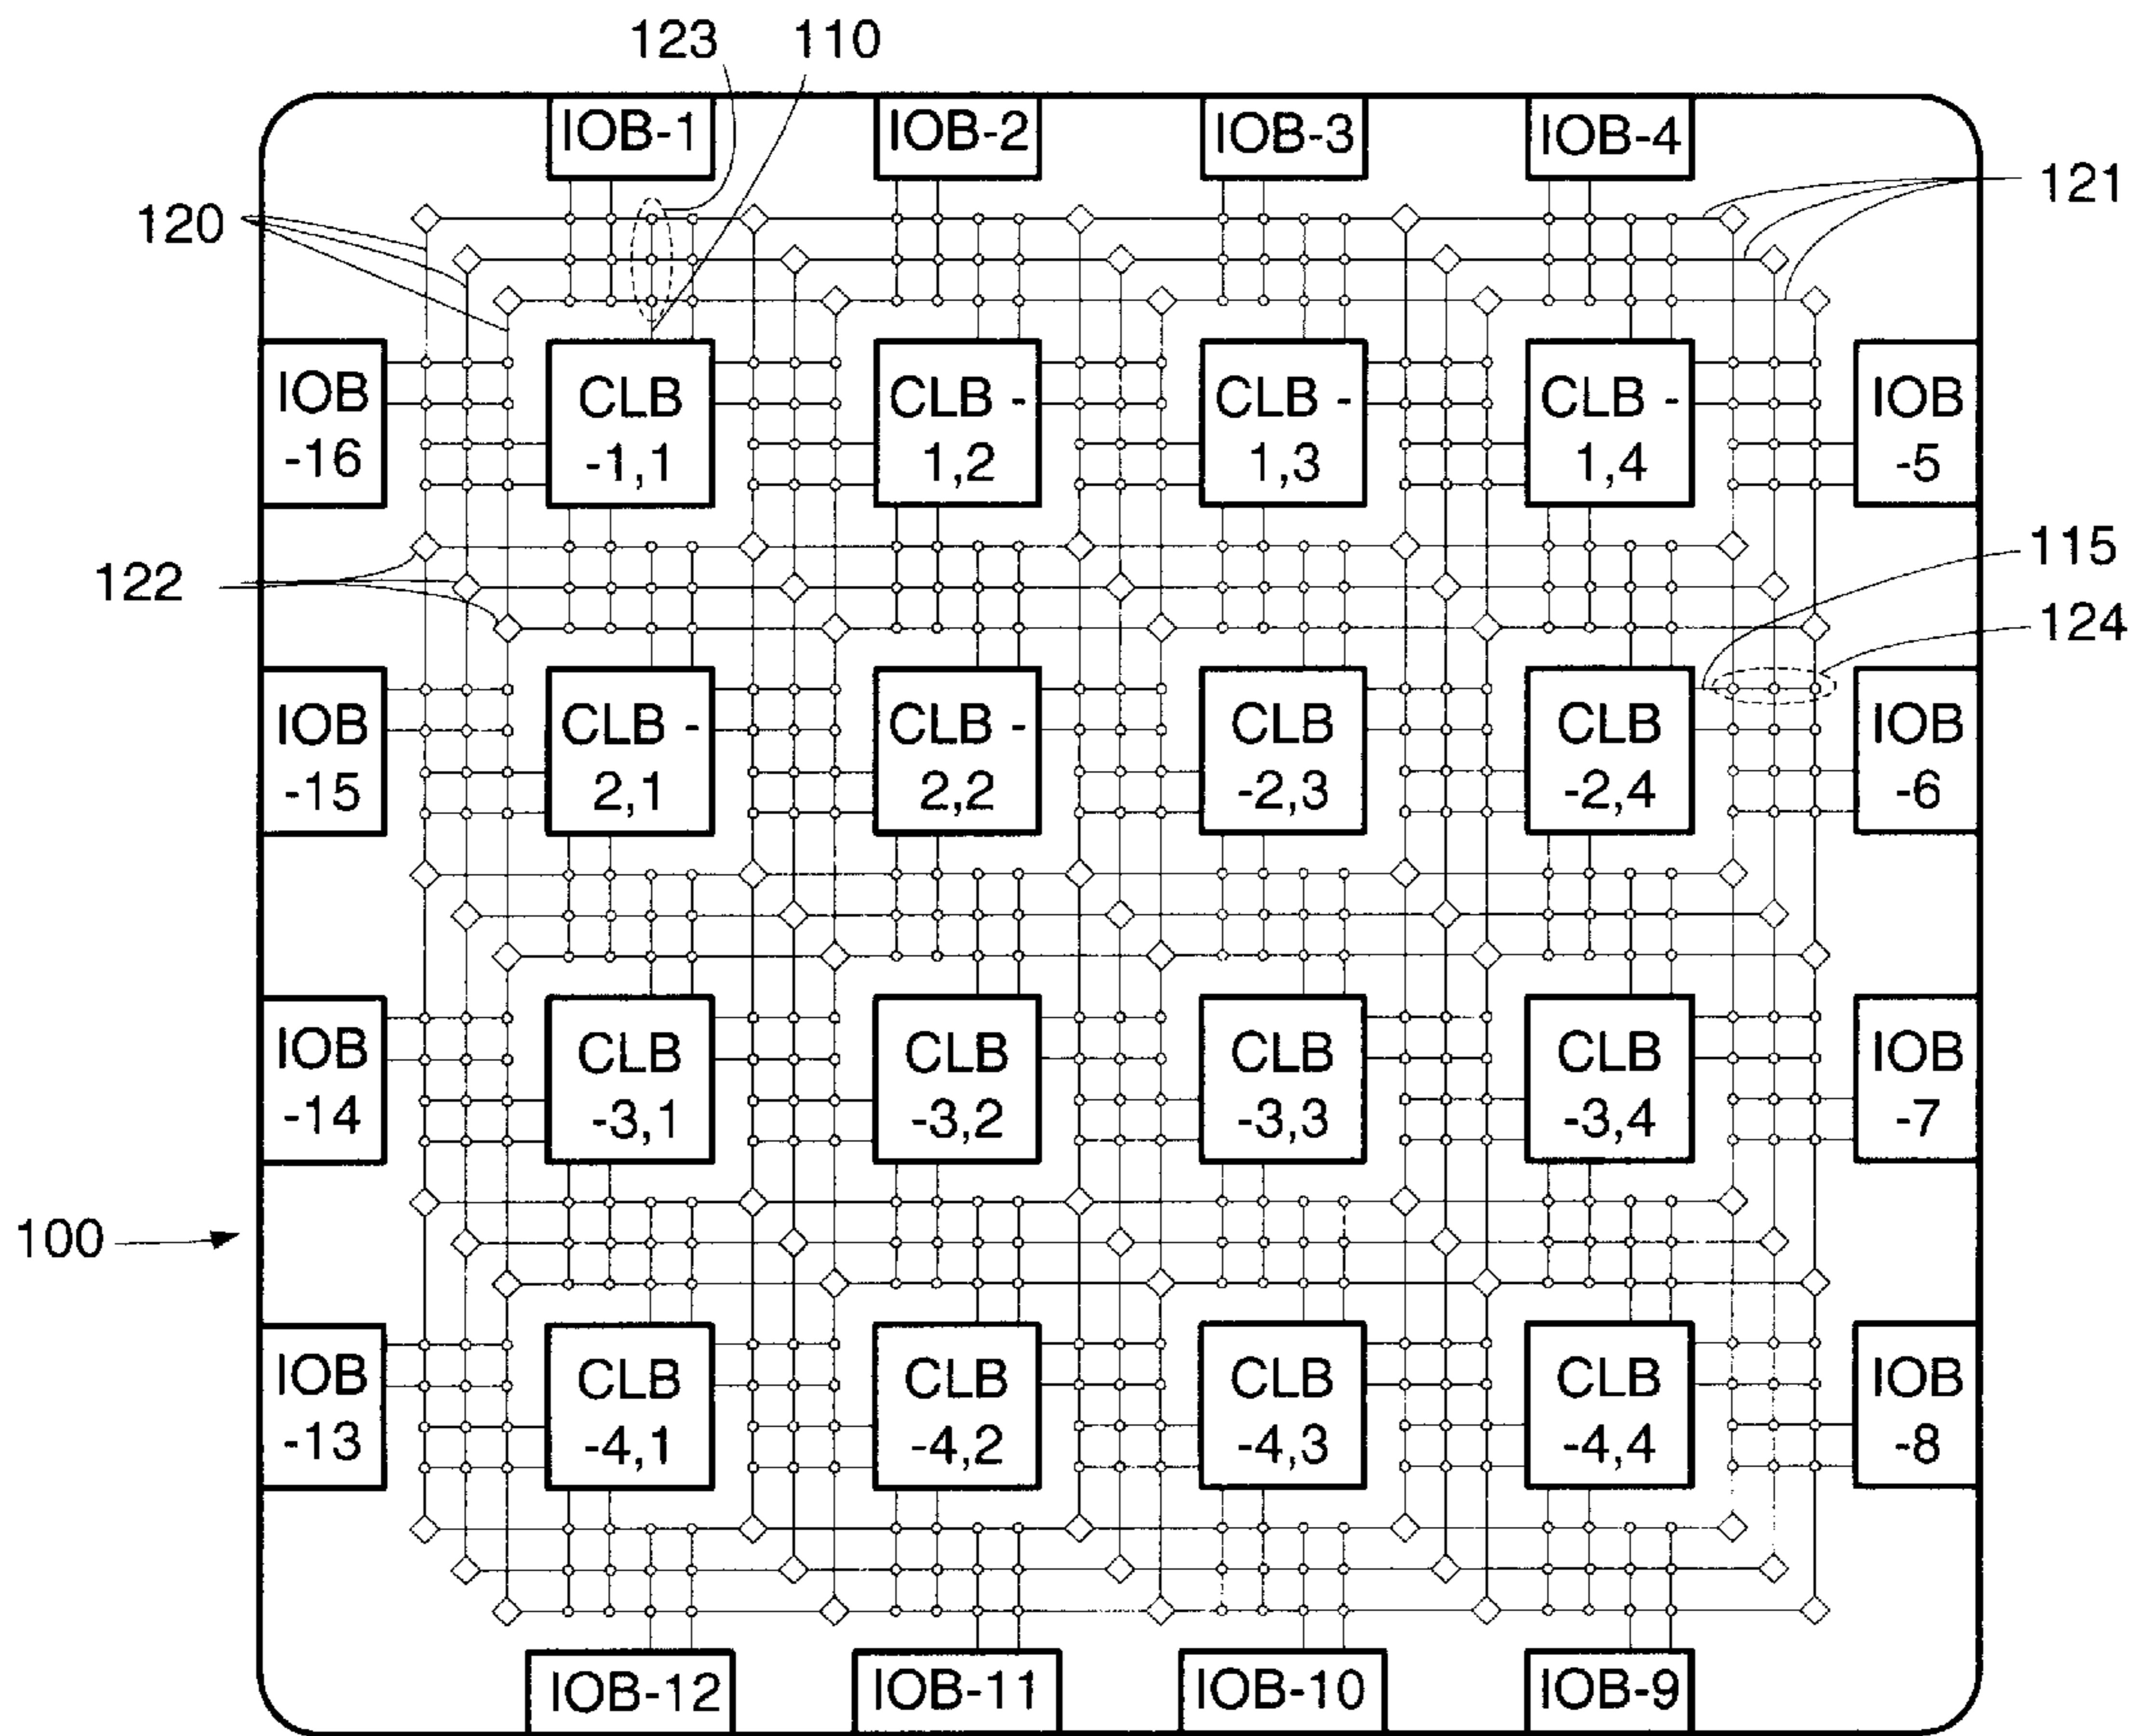 123 110
IOB-1 IOB-2 IOB-3 IOB-4
121
120
IOB
-16
CLB
-1,1
CLB -
1,2
CLB -
1,3
CLB -
1,4
IOB
-5
115
122
124
IOB
-15
CLB -
2,1
CLB -
2,2
CLB
-2,3
CLB
-2,4
IOB
-6
IOB
-14
CLB
-3,1
CLB
-3,2
CLB
-3,3
CLB
-3,4
IOB
-7
100
IOB
-13
CLB
-4,1
CLB
-4,2
CLB
-4,3
CLB
-4,4
IOB
-8
IOB-12 IOB-11 IOB-10 IOB-9